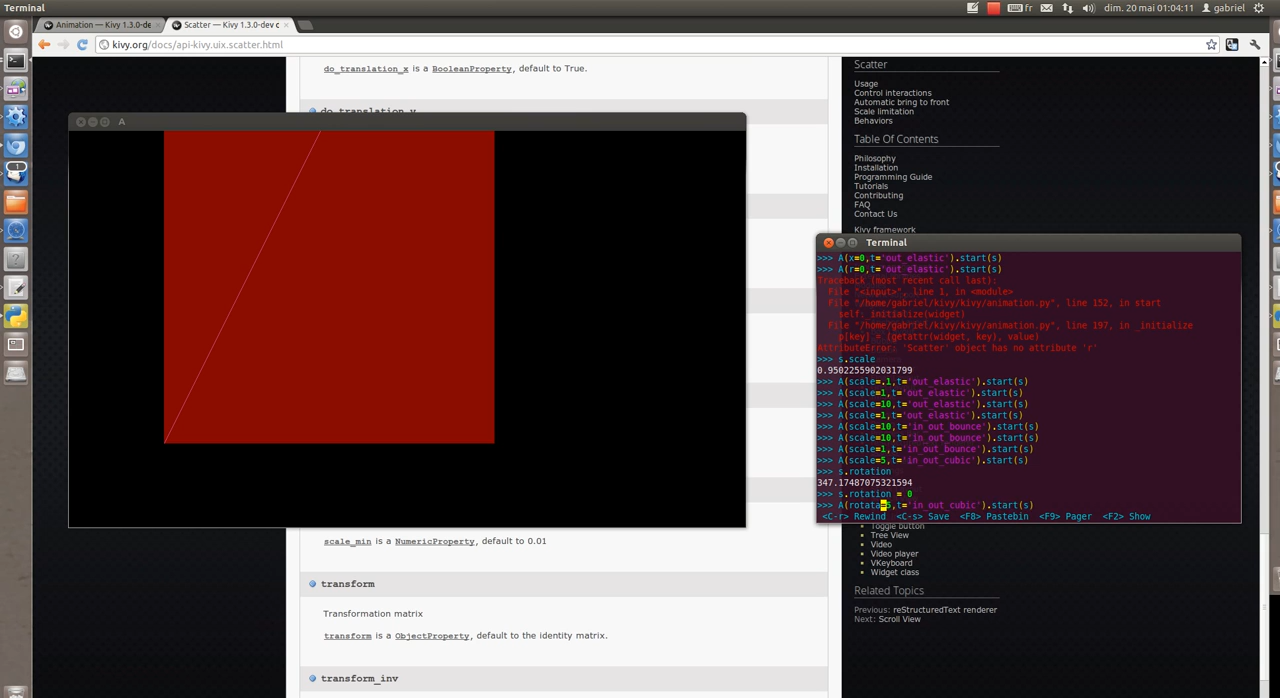 Terminal
fr
dim. 20 mai 01:04:11
gabriel
Animation — Kivy 1.3.0-de
Scatter — Kivy 1.3.0-dev c
kivy.org/docs/api-kivy.uix.scatter.html
do_translation_x is a BooleanProperty, default to True.
do_translation_y
A
scale_min is a NumericProperty, default to 0.01
transform
Transformation matrix
transform is a ObjectProperty, default to the identity matrix.
transform_inv
Scatter
Usage
Control interactions
Automatic bring to front
Scale limitation
Behaviors
Table Of Contents
Philosophy
Installation
Programming Guide
Tutorials
Contributing
FAQ
Contact Us
Kivy framework
Terminal
>>> A(x=0,t='out_elastic').start(s)
>>> A(r=0,t='out_elastic').start(s)
Traceback (most recent call last):
File "<input>", line 1, in <module>
File "/home/gabriel/kivy/kivy/animation.py", line 152, in start
self._initialize(widget)
File "/home/gabriel/kivy/kivy/animation.py", line 197, in _initialize
p[key] = (getattr(widget, key), value)
AttributeError: 'Scatter' object has no attribute 'r'
>>> s.scale
0.9502255902031799
>>> A(scale=.1,t='out_elastic').start(s)
>>> A(scale=1,t='out_elastic').start(s)
>>> A(scale=10,t='out_elastic').start(s)
>>> A(scale=1,t='out_elastic').start(s)
>>> A(scale=10,t='in_out_bounce').start(s)
>>> A(scale=10,t='in_out_bounce').start(s)
>>> A(scale=1,t='in_out_bounce').start(s)
>>> A(scale=5,t='in_out_cubic').start(s)
>>> s.rotation
347.17487075321594
>>> s.rotation = 0
>>> A(rotata=5,t='in_out_cubic').start(s)
<C-r> Rewind <C-s> Save <F8> Pastebin <F9> Pager <F2> Show
Toggle button
Tree View
Video
Video player
VKeyboard
Widget class
Related Topics
Previous: reStructuredText renderer
Next: Scroll View